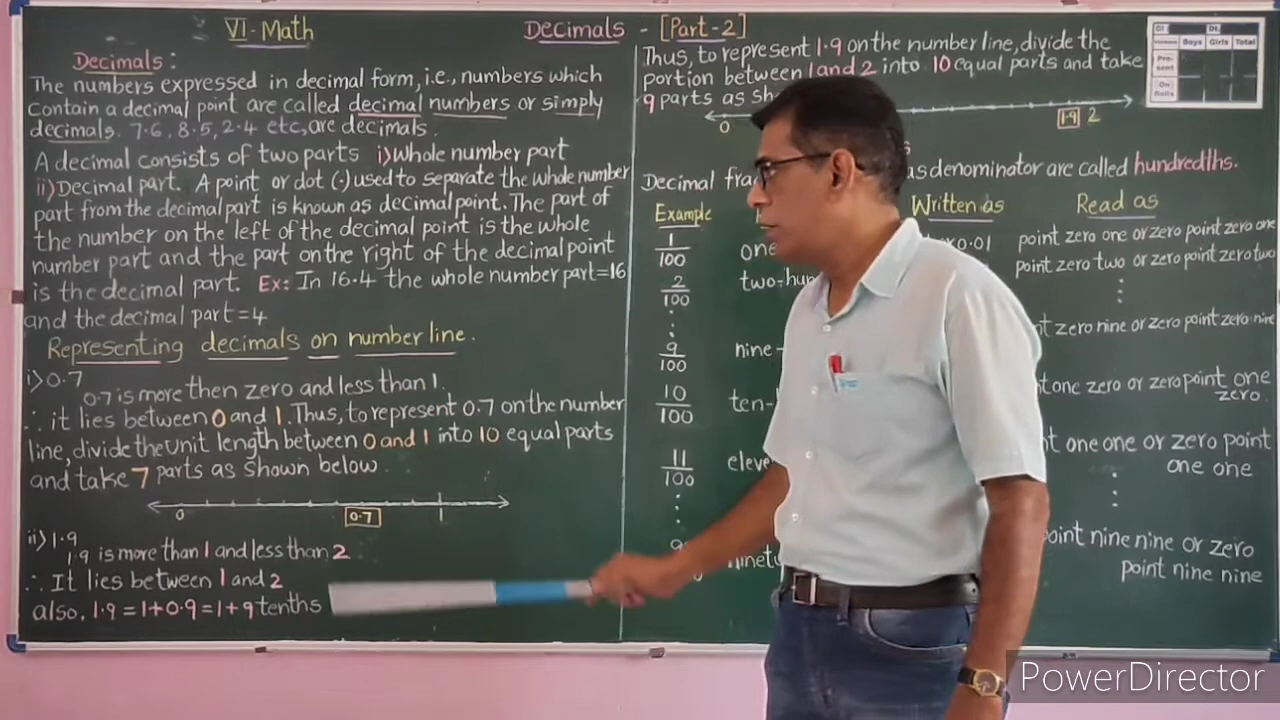 VI- Math
Decimals - [Part-2]
Decimals :
The numbers expressed in decimal form, i.e., numbers which
contain a decimal point are called decimal numbers or simply
decimals. 7·6, 8·5, 2·4 etc, are decimals.
A decimal consists of two parts i) Whole number part
ii) Decimal part. A point or dot (·) used to separate the whole number
part from the decimal part is known as decimal point. The part of
the number on the left of the decimal point is the whole
number part and the part on the right of the decimal point
is the decimal part. Ex: In 16·4 the whole number part=16
and the decimal part=4
Representing decimals on number line.
i) 0·7
0·7 is more then zero and less than 1.
∴ it lies between 0 and 1. Thus, to represent 0·7 on the number
line, divide the unit length between 0 and 1 into 10 equal parts
and take 7 parts as shown below
0 0·7 1
ii) 1·9
1·9 is more than 1 and less than 2
∴ It lies between 1 and 2
also, 1·9 = 1+0·9 = 1+9 tenths
Thus, to represent 1·9 on the number line, divide the
portion between 1 and 2 into 10 equal parts and take
9 parts as
0 1·9 2
Decimal as denominator are called hundredths.
Example Written as Read as
1/100 0·01 point zero one or zero point zero one
2/100 point zero two or zero point zero two
9/100 nine- zero nine or zero point zero nine
10/100 ten- one zero or zero point one
zero.
11/100 one one or zero point
one one
point nine nine or zero
point nine nine
Cl Dt.
Boys Girls Total
Pre-
sent
On
Rolls
PowerDirector